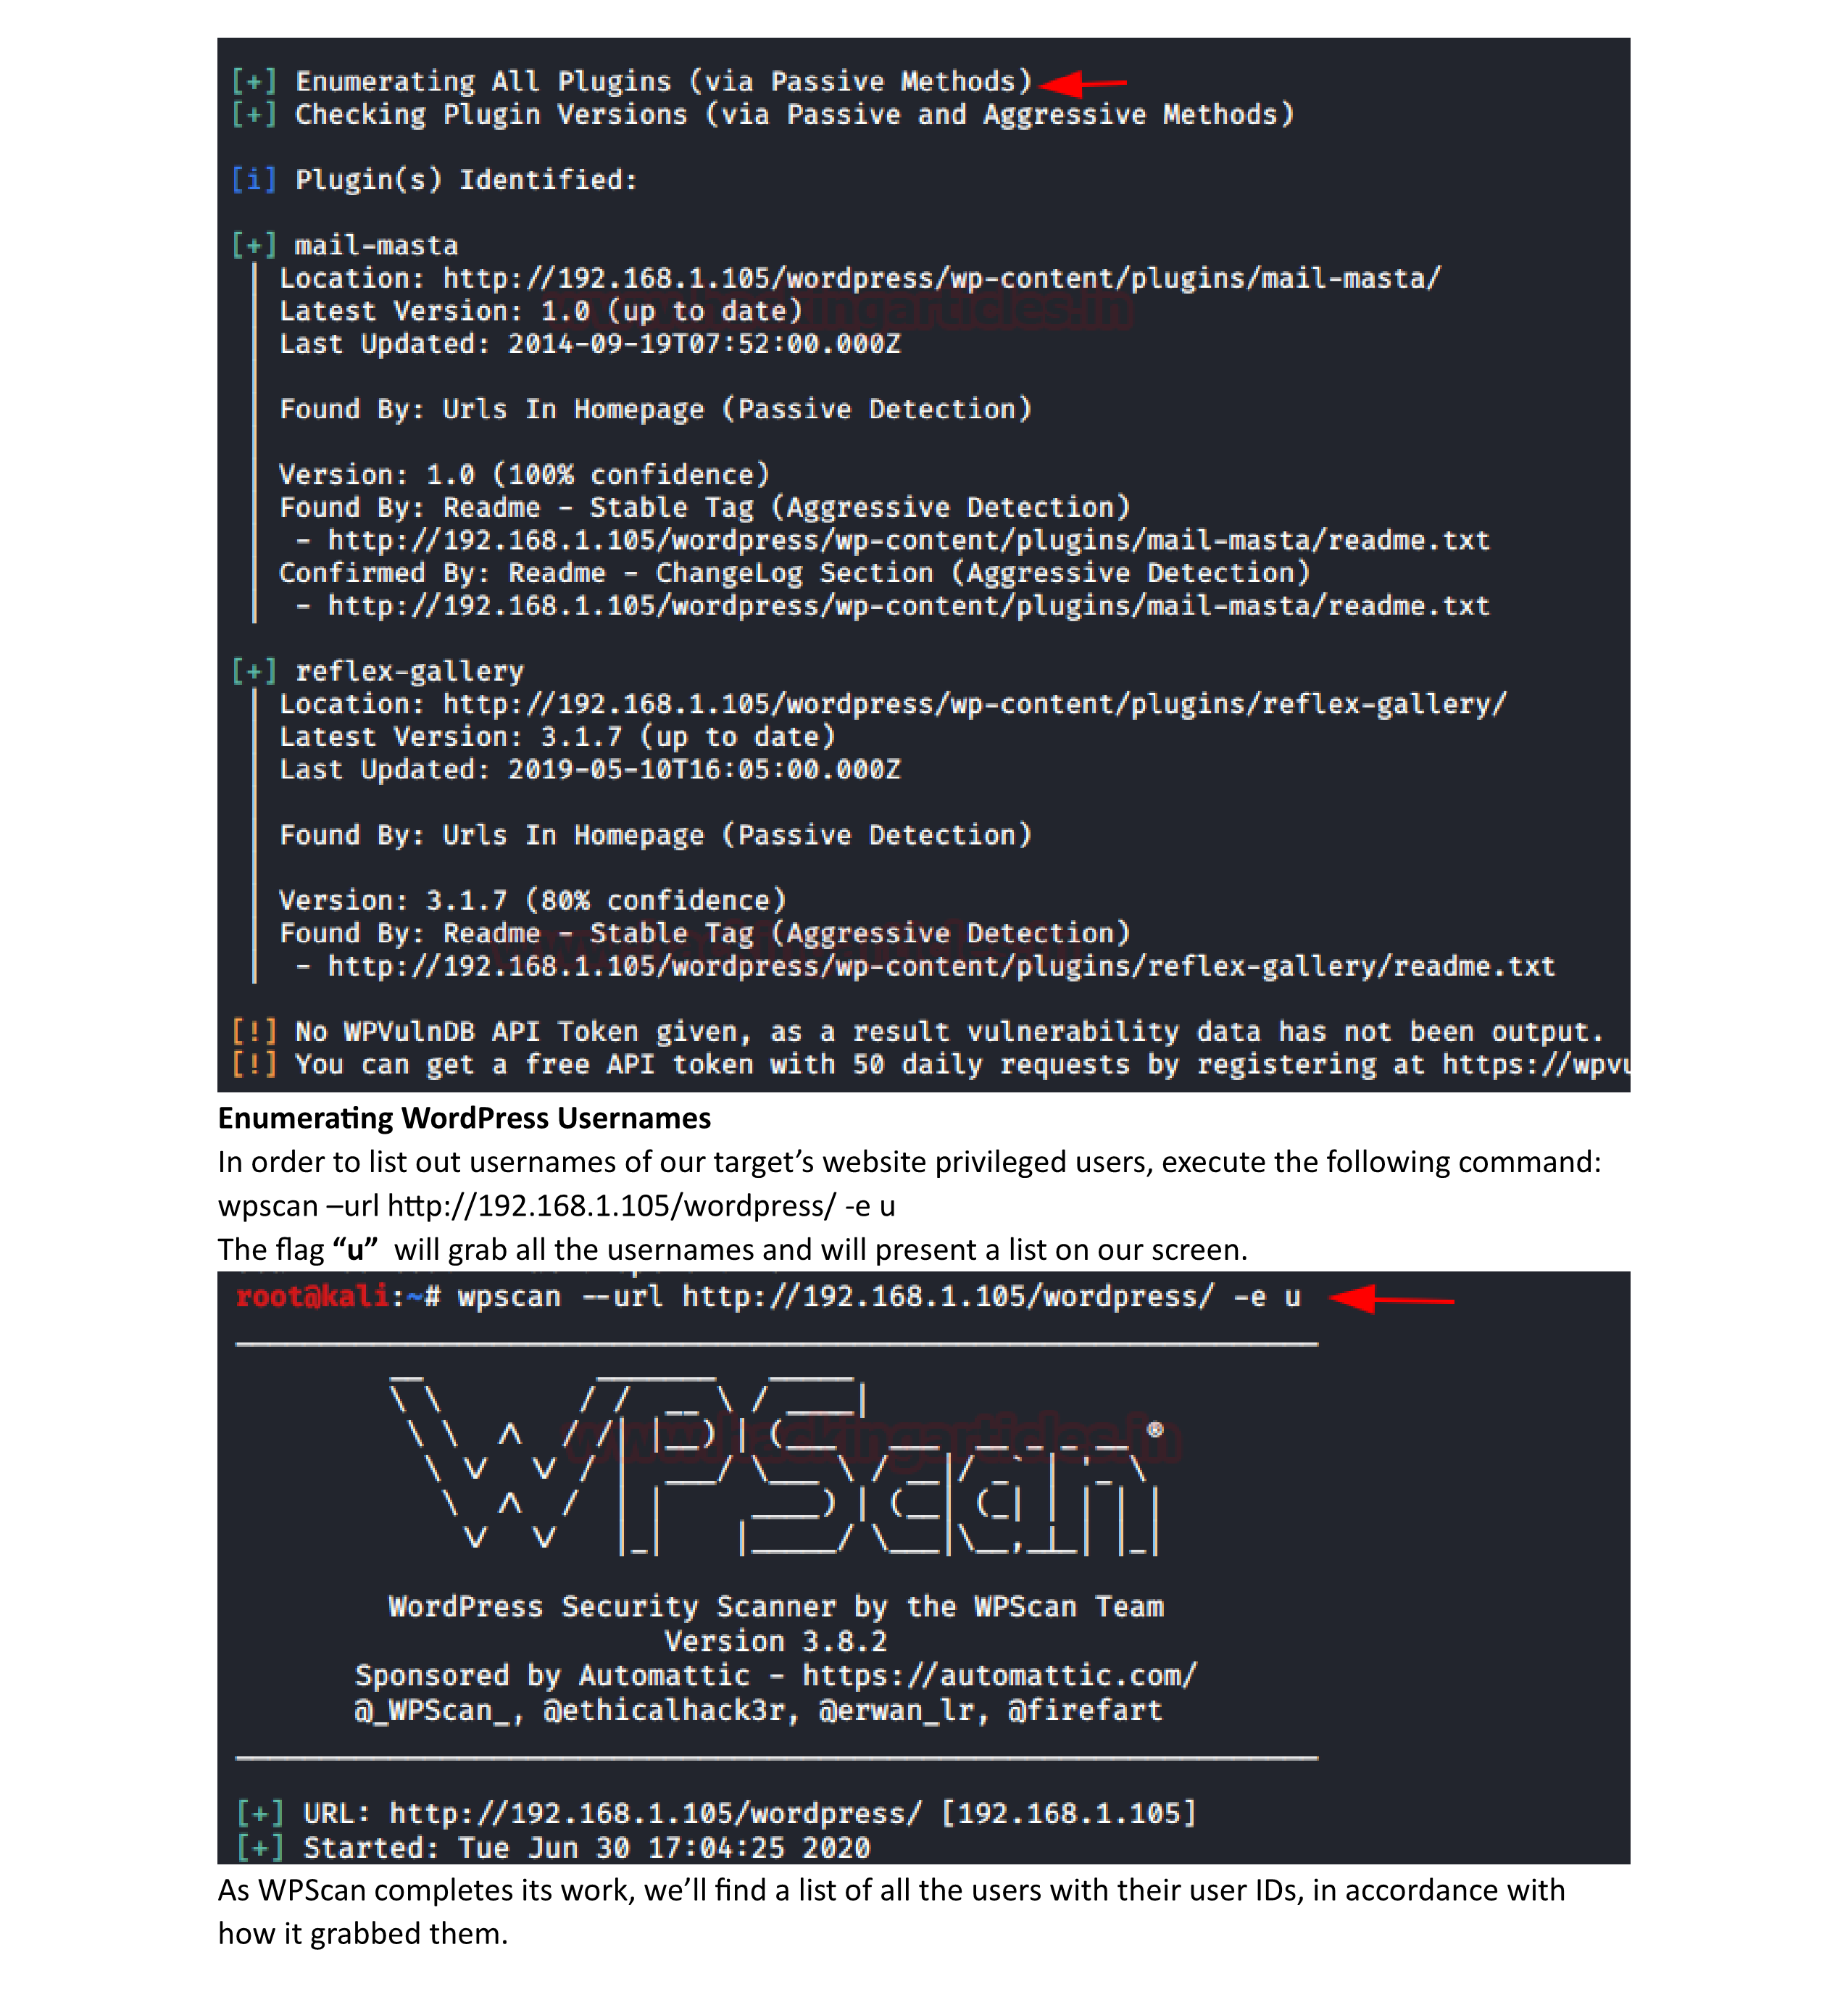 [+] Enumerating All Plugins (via Passive Methods)
[+] Checking Plugin Versions (via Passive and Aggressive Methods)
[i] Plugin(s) Identified:
[+] mail-masta
| Location: http://192.168.1.105/wordpress/wp-content/plugins/mail-masta/
| Latest Version: 1.0 (up to date)
| Last Updated: 2014-09-19T07:52:00.000Z
|
| Found By: Urls In Homepage (Passive Detection)
|
| Version: 1.0 (100% confidence)
| Found By: Readme - Stable Tag (Aggressive Detection)
|  - http://192.168.1.105/wordpress/wp-content/plugins/mail-masta/readme.txt
| Confirmed By: Readme - ChangeLog Section (Aggressive Detection)
|  - http://192.168.1.105/wordpress/wp-content/plugins/mail-masta/readme.txt
[+] reflex-gallery
| Location: http://192.168.1.105/wordpress/wp-content/plugins/reflex-gallery/
| Latest Version: 3.1.7 (up to date)
| Last Updated: 2019-05-10T16:05:00.000Z
|
| Found By: Urls In Homepage (Passive Detection)
|
| Version: 3.1.7 (80% confidence)
| Found By: Readme - Stable Tag (Aggressive Detection)
|  - http://192.168.1.105/wordpress/wp-content/plugins/reflex-gallery/readme.txt
[!] No WPVulnDB API Token given, as a result vulnerability data has not been output.
[!] You can get a free API token with 50 daily requests by registering at https://wpvu
Enumerating WordPress Usernames
In order to list out usernames of our target’s website privileged users, execute the following command:
wpscan –url http://192.168.1.105/wordpress/ -e u
The flag “u”  will grab all the usernames and will present a list on our screen.
root@kali:~# wpscan --url http://192.168.1.105/wordpress/ -e u
WPScan ®
www.hackingarticles.in
WordPress Security Scanner by the WPScan Team
Version 3.8.2
Sponsored by Automattic - https://automattic.com/
@_WPScan_, @ethicalhack3r, @erwan_lr, @firefart
[+] URL: http://192.168.1.105/wordpress/ [192.168.1.105]
[+] Started: Tue Jun 30 17:04:25 2020
As WPScan completes its work, we’ll find a list of all the users with their user IDs, in accordance with
how it grabbed them.